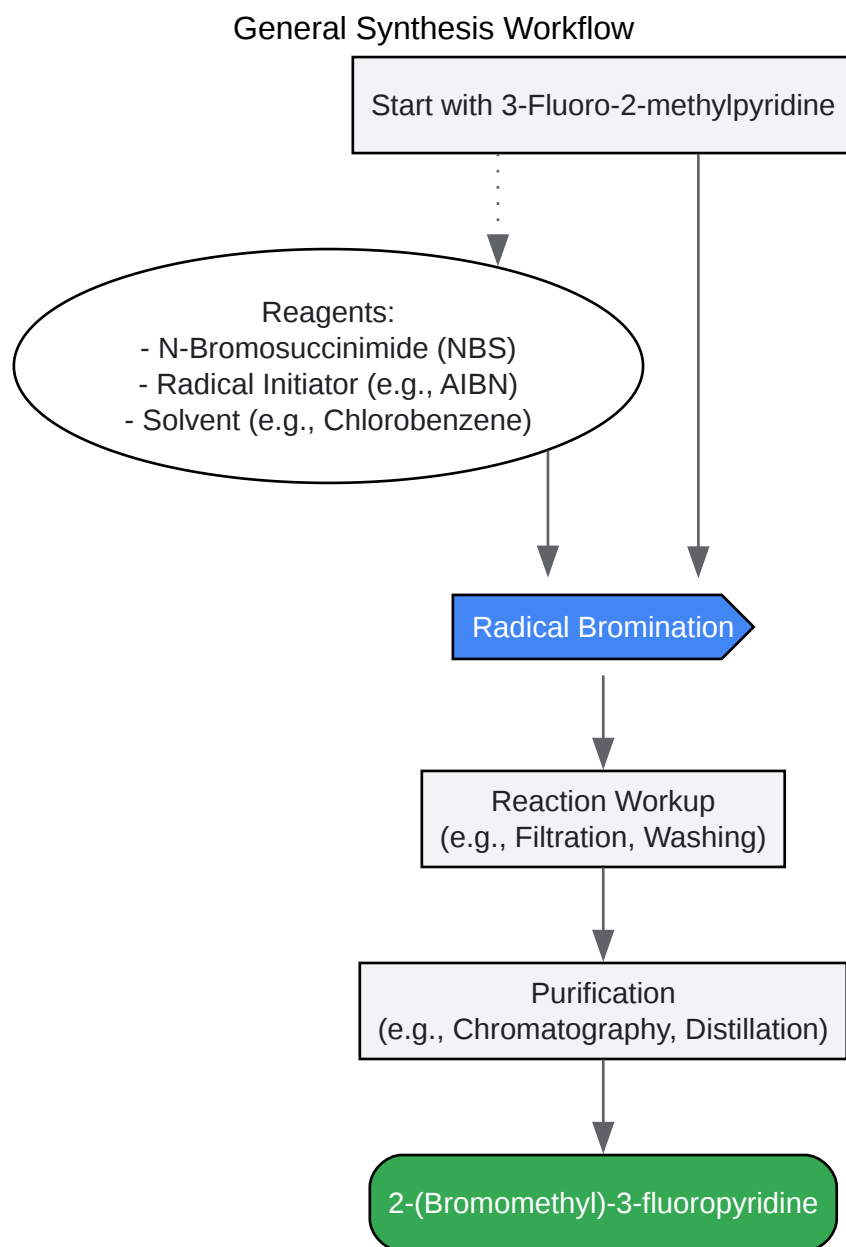 General Synthesis Workflow
Start with 3-Fluoro-2-methylpyridine
Reagents:
- N-Bromosuccinimide (NBS)
- Radical Initiator (e.g., AIBN)
- Solvent (e.g., Chlorobenzene)
Radical Bromination
Reaction Workup
(e.g., Filtration, Washing)
Purification
(e.g., Chromatography, Distillation)
2-(Bromomethyl)-3-fluoropyridine